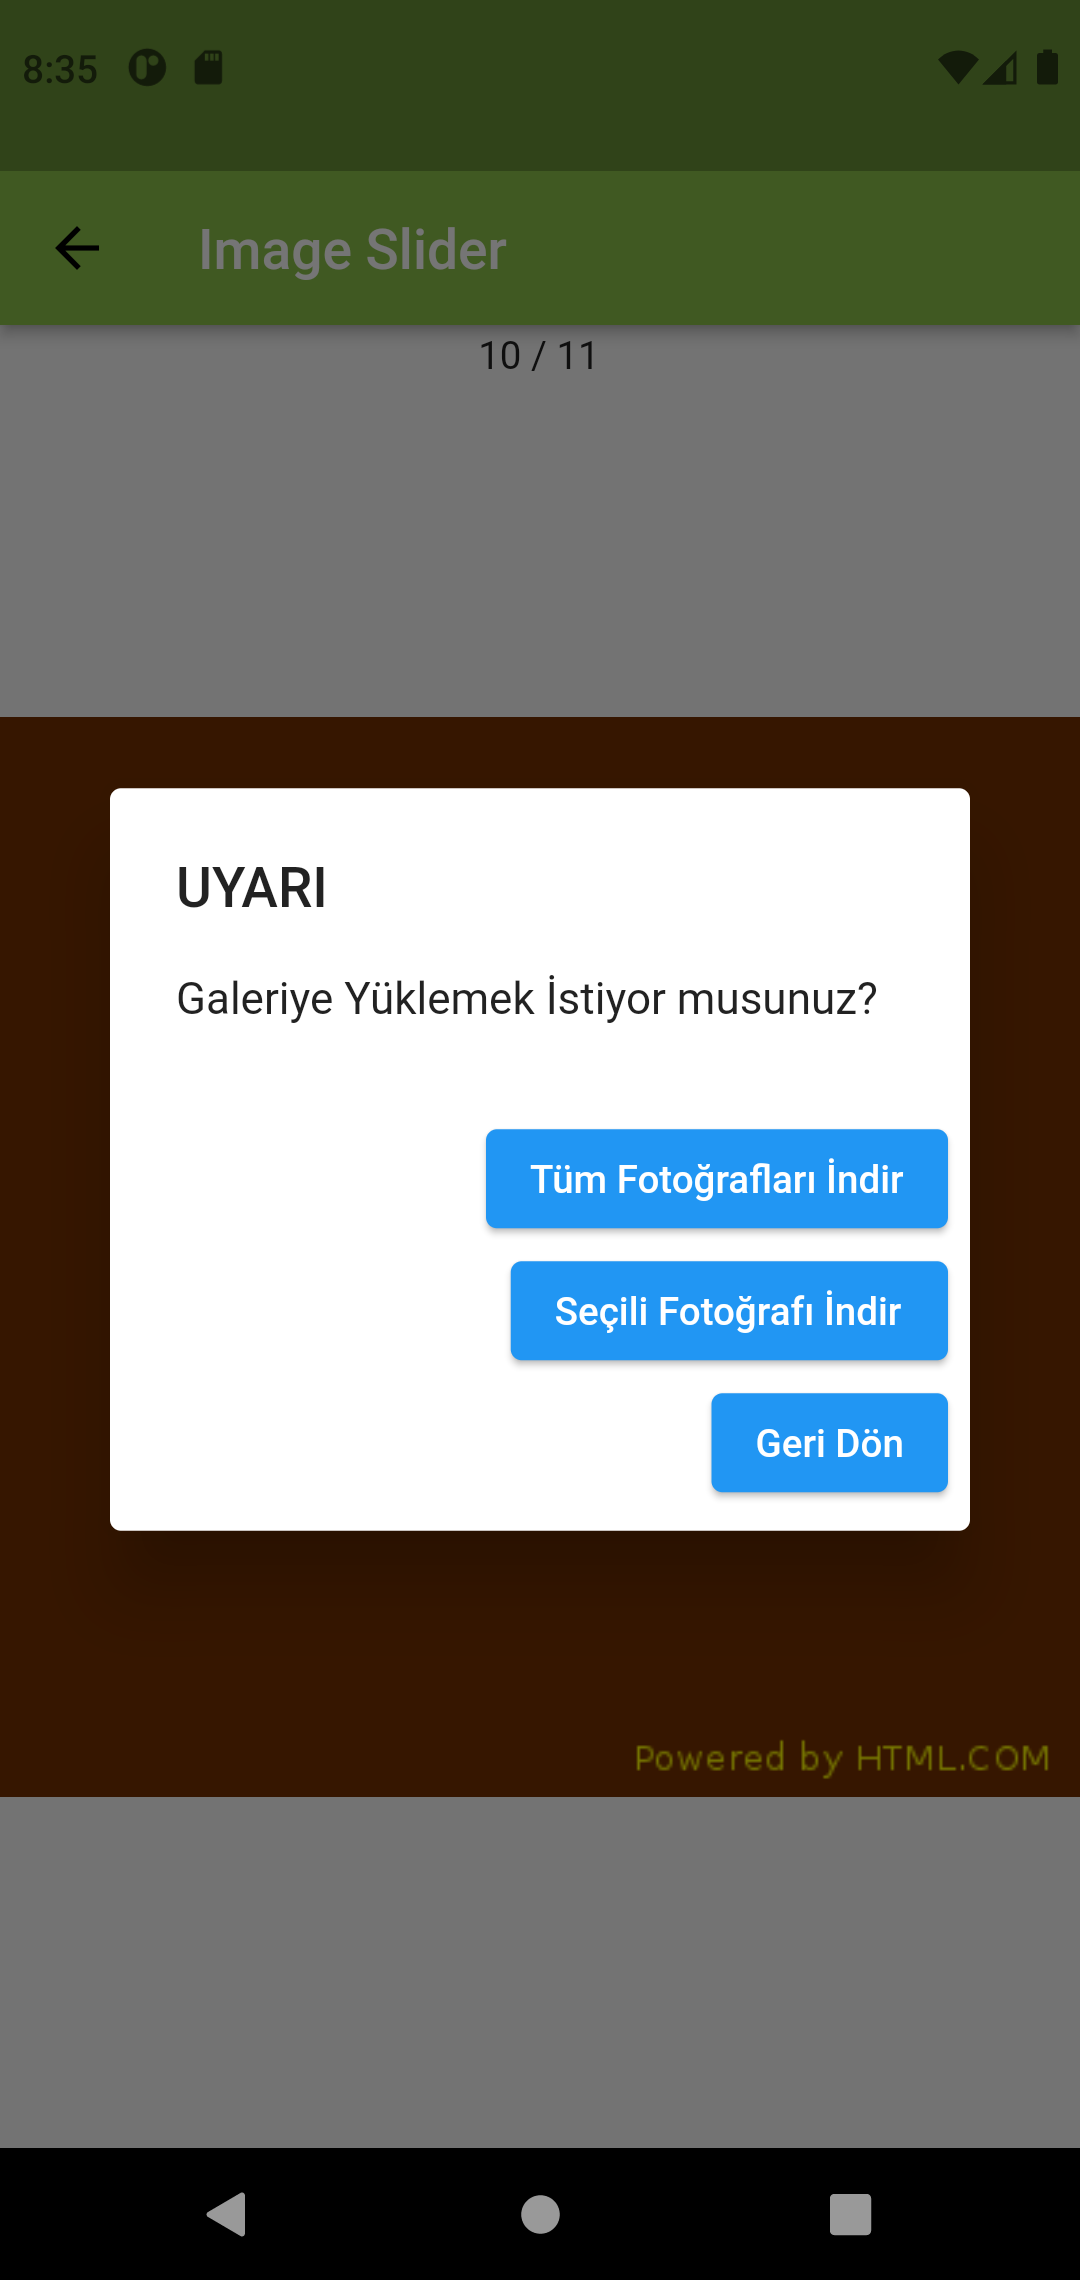 8:35
Image Slider
10 / 11
UYARI
Galeriye Yüklemek İstiyor musunuz?
Tüm Fotoğrafları İndir
Seçili Fotoğrafı İndir
Geri Dön
Powered by HTML.COM